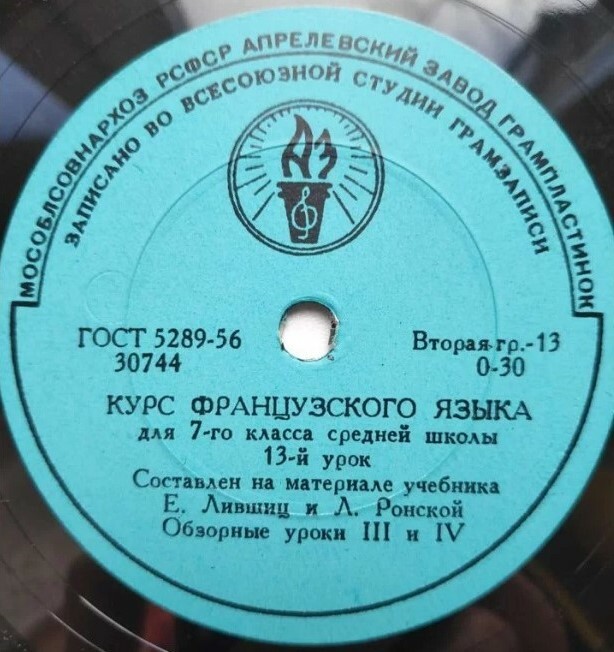 МОСОБЛСОВНАРХОЗ РСФСР АПРЕЛЕВСКИЙ ЗАВОД ГРАМПЛАСТИНОК
ЗАПИСАНО ВО ВСЕСОЮЗНОЙ СТУДИИ ГРАМЗАПИСИ
АЗ
ГОСТ 5289-56
30744
Вторая гр.-13
0-30
КУРС ФРАНЦУЗСКОГО ЯЗЫКА
для 7-го класса средней школы
13-й урок
Составлен на материале учебника
Е. Лившиц и Л. Ронской
Обзорные уроки III и IV